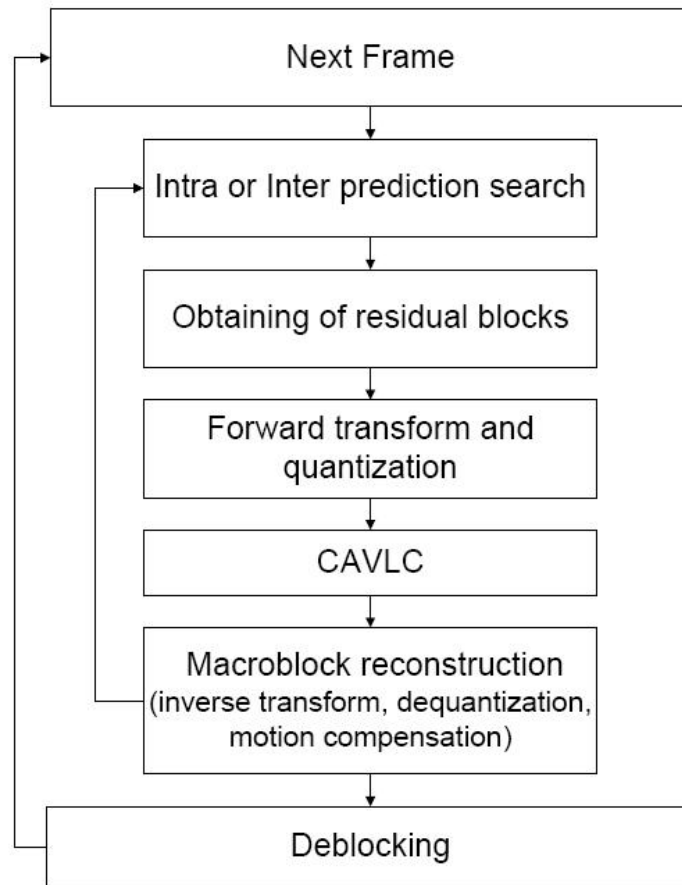 Next Frame
Intra or Inter prediction search
Obtaining of residual blocks
Forward transform and
quantization
CAVLC
Macroblock reconstruction
(inverse transform, dequantization,
motion compensation)
Deblocking